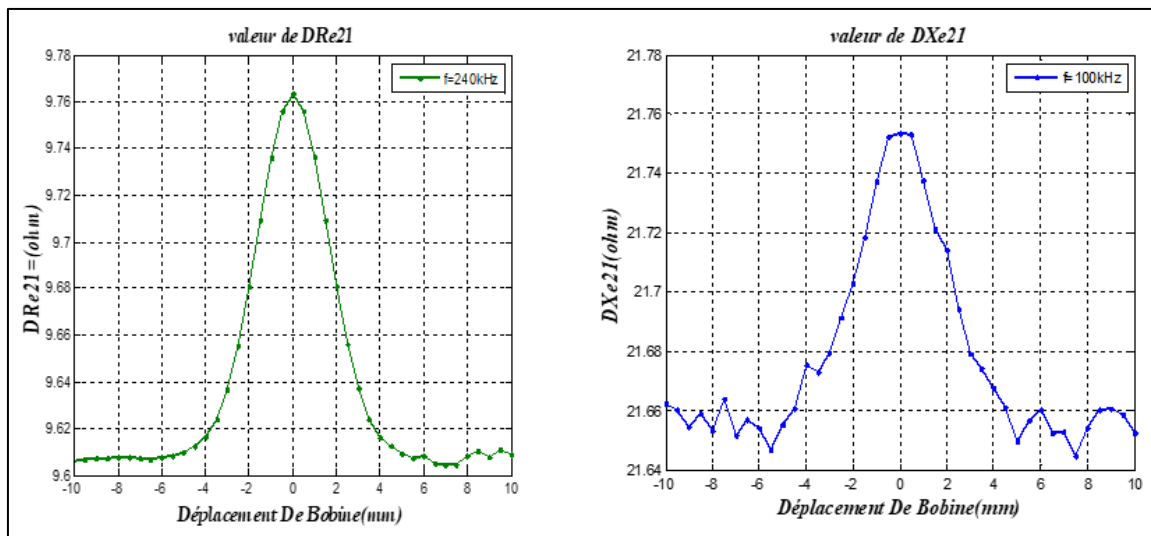 valeur de DRe21
9.78
9.76
9.74
9.72
9.7
9.68
9.66
9.64
9.62
9.6
-10 -8 -6 -4 -2 0 2 4 6 8 10
DRe21=(ohm)
Déplacement De Bobine(mm)
f=240kHz
valeur de DXe21
21.78
21.76
21.74
21.72
21.7
21.68
21.66
21.64
-10 -8 -6 -4 -2 0 2 4 6 8 10
DXe21(ohm)
Déplacement De Bobine(mm)
f=100kHz